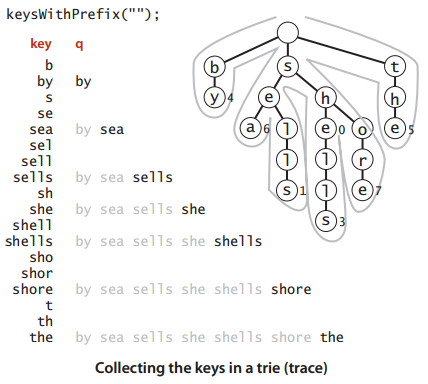 keysWithPrefix("");
key q
b
by by
s
se
sea by sea
sel
sell
sells by sea sells
sh
she by sea sells she
shell
shells by sea sells she shells
sho
shor
shore by sea sells she shells shore
t
th
the by sea sells she shells shore the
s
b s t
y 4 e h h
a 6 l e 0 o e 5
l l r
s 1 l e 7
s 3
Collecting the keys in a trie (trace)